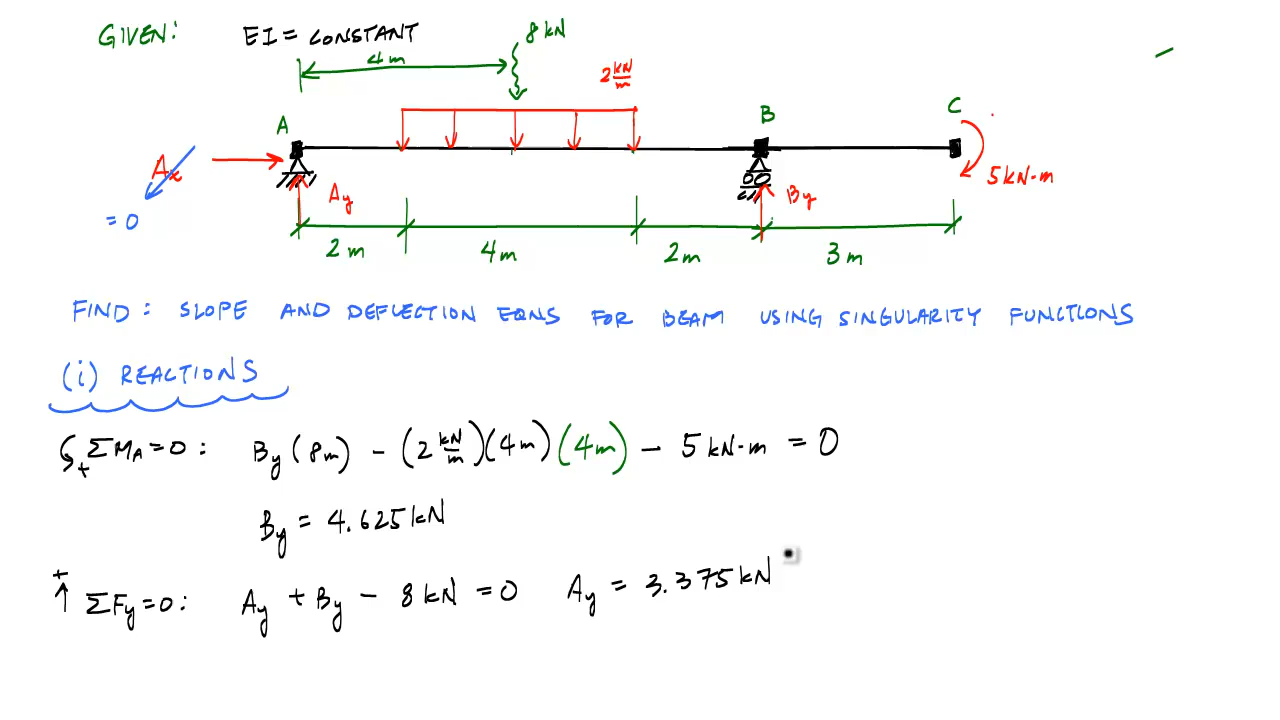 GIVEN: EI = CONSTANT
8 kN
4m
2 kN/m
A
B
C
Ax
= 0
Ay
By
5 kN·m
2m 4m 2m 3m
FIND: SLOPE AND DEFLECTION EQNS FOR BEAM USING SINGULARITY FUNCTIONS
(i) REACTIONS
+ ΣMA = 0: By (8m) - (2 kN/m)(4m)(4m) - 5 kN·m = 0
By = 4.625 kN
+↑ ΣFy = 0: Ay + By - 8 kN = 0 Ay = 3.375 kN